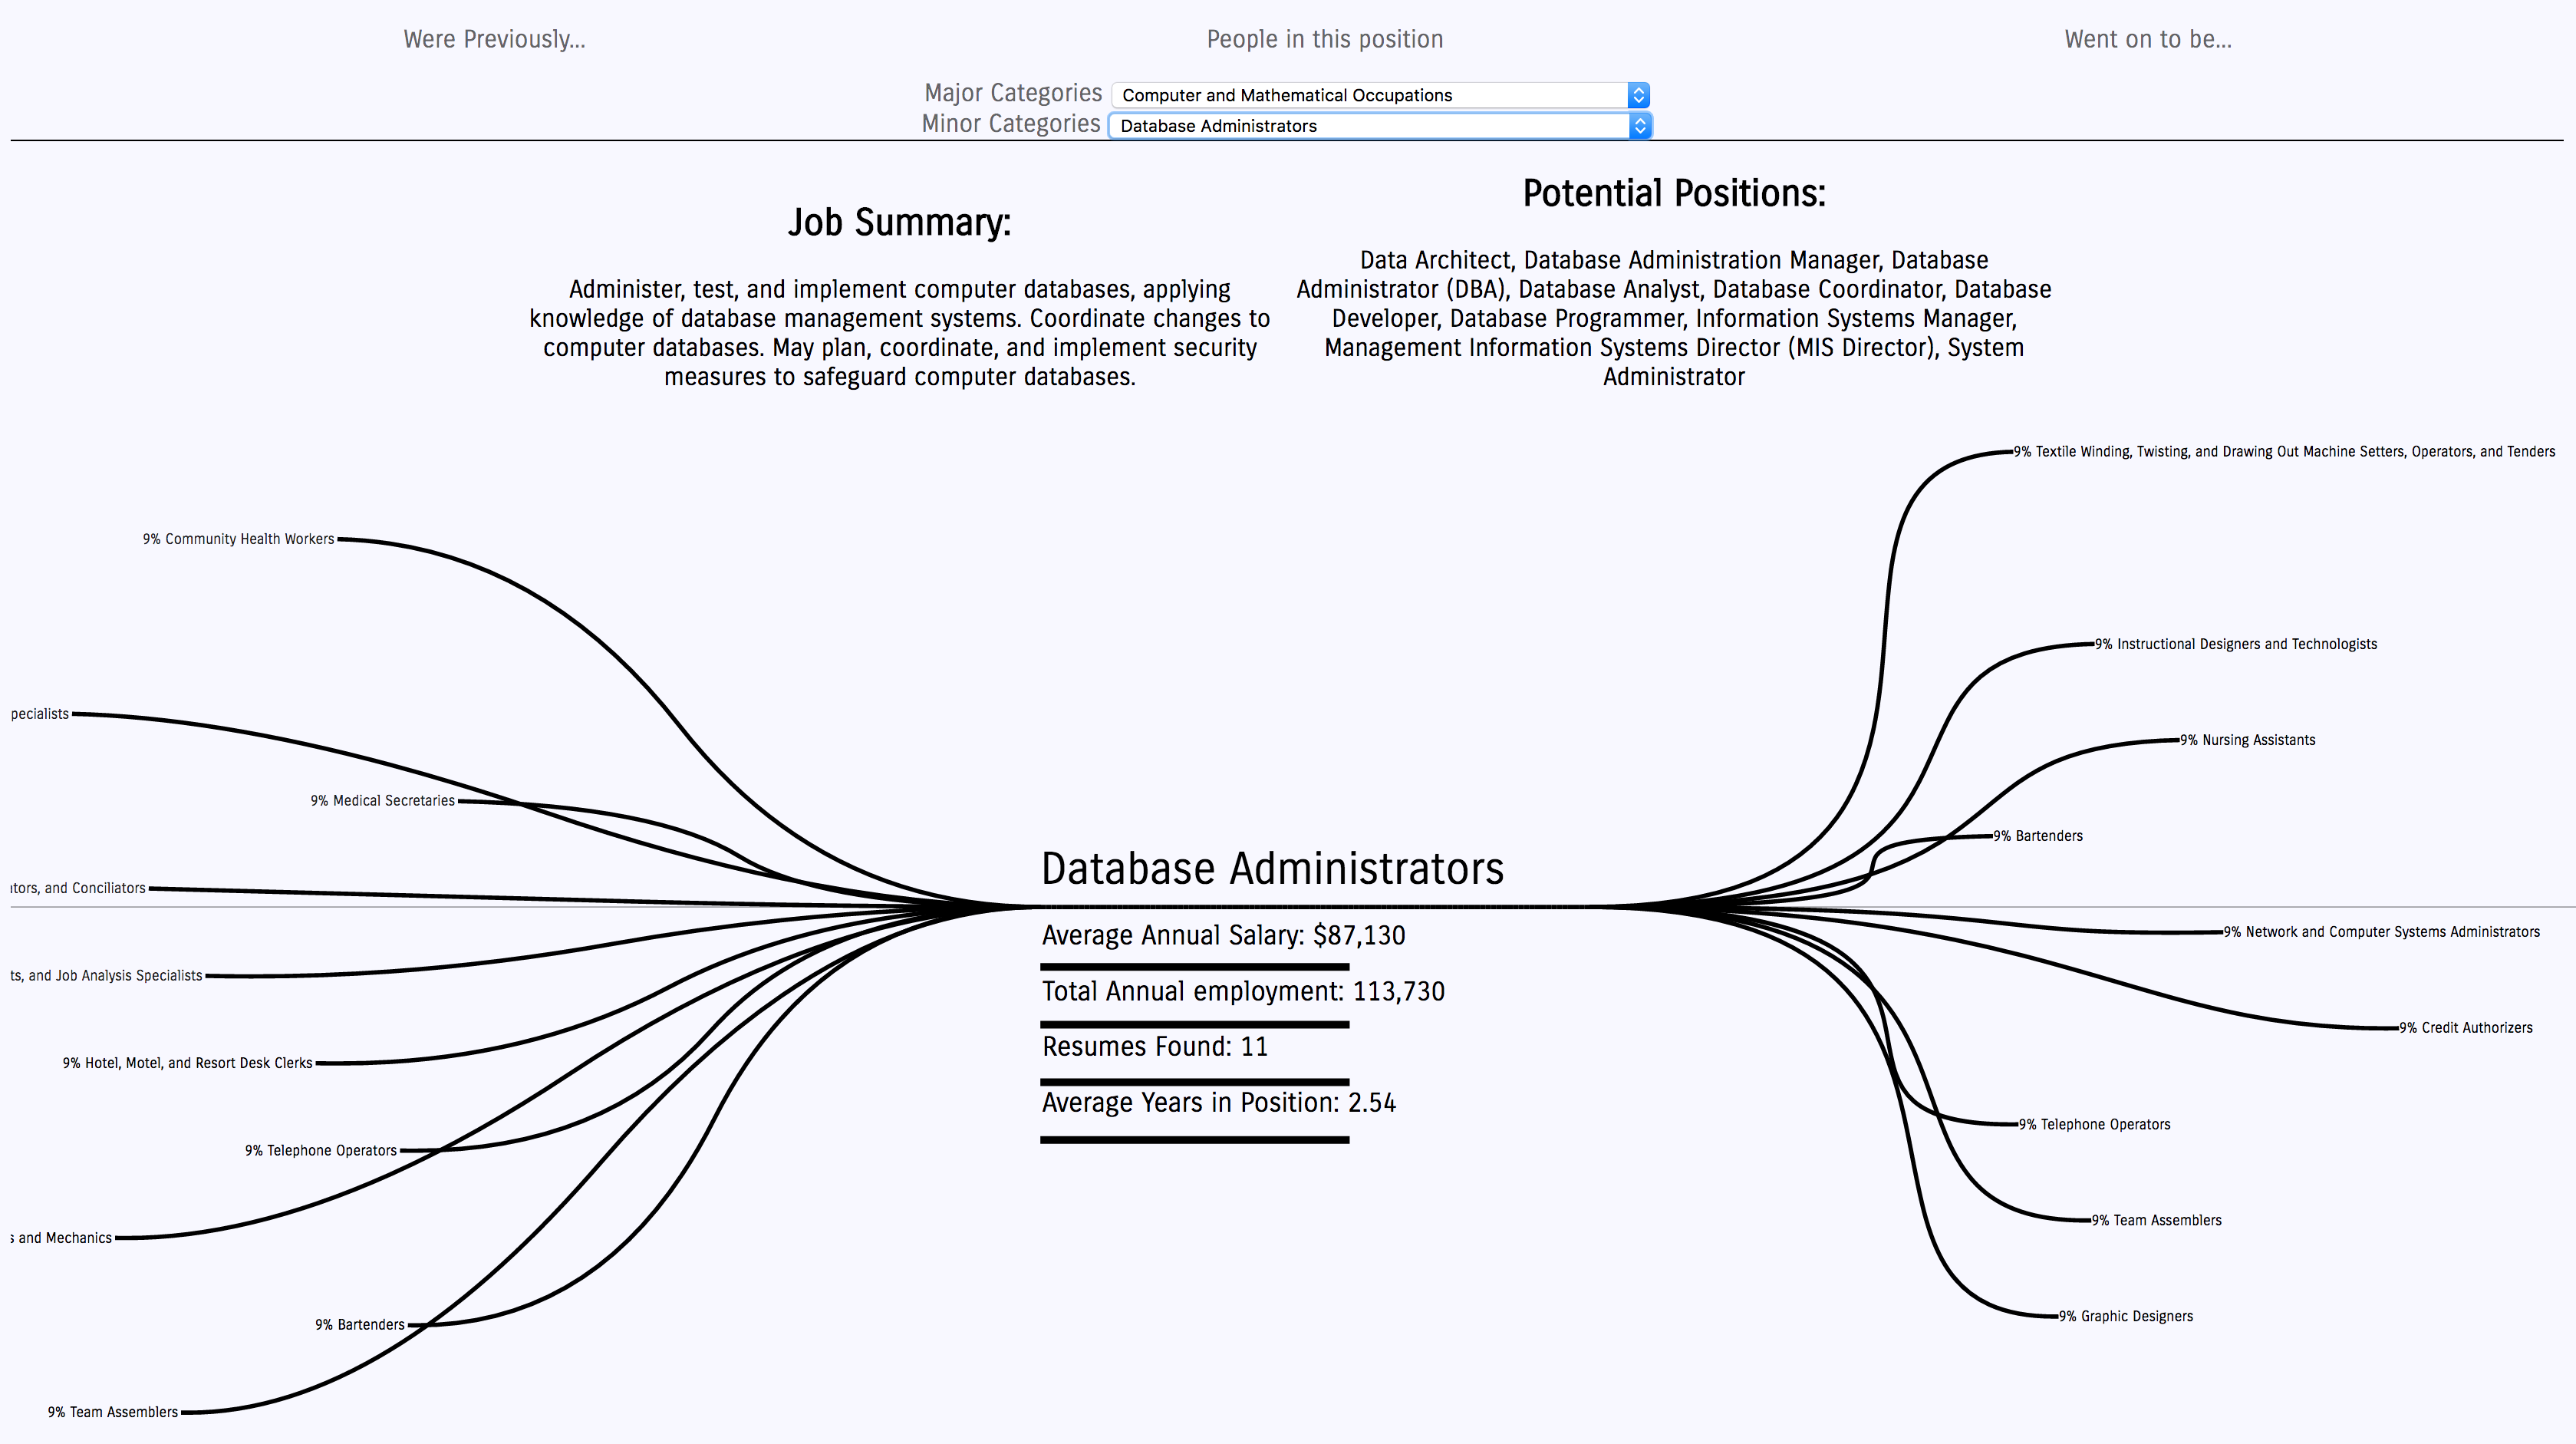 Were Previously...
People in this position
Went on to be...
Major Categories Computer and Mathematical Occupations
Minor Categories Database Administrators
Job Summary:
Administer, test, and implement computer databases, applying
knowledge of database management systems. Coordinate changes to
computer databases. May plan, coordinate, and implement security
measures to safeguard computer databases.
Potential Positions:
Data Architect, Database Administration Manager, Database
Administrator (DBA), Database Analyst, Database Coordinator, Database
Developer, Database Programmer, Information Systems Manager,
Management Information Systems Director (MIS Director), System
Administrator
9% Community Health Workers
9% Medical Secretaries
and Conciliators
and Job Analysis Specialists
9% Hotel, Motel, and Resort Desk Clerks
9% Telephone Operators
and Mechanics
9% Bartenders
9% Team Assemblers
Database Administrators
Average Annual Salary: $87,130
Total Annual employment: 113,730
Resumes Found: 11
Average Years in Position: 2.54
9% Textile Winding, Twisting, and Drawing Out Machine Setters, Operators, and Tenders
9% Instructional Designers and Technologists
9% Nursing Assistants
9% Bartenders
9% Network and Computer Systems Administrators
9% Credit Authorizers
9% Telephone Operators
9% Team Assemblers
9% Graphic Designers